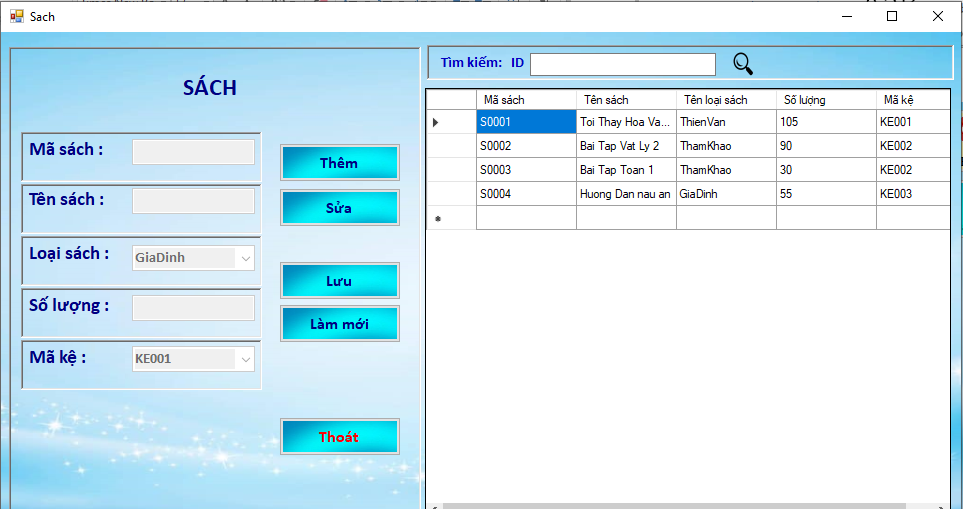 Sach
SÁCH
Mã sách :
Tên sách :
Loại sách : GiaDinh
Số lượng :
Mã kệ : KE001
Thêm
Sửa
Lưu
Làm mới
Thoát
Tìm kiếm: ID
Mã sách Tên sách Tên loại sách Số lượng Mã kệ
S0001 Toi Thay Hoa Va... ThienVan 105 KE001
S0002 Bai Tap Vat Ly 2 ThamKhao 90 KE002
S0003 Bai Tap Toan 1 ThamKhao 30 KE002
S0004 Huong Dan nau an GiaDinh 55 KE003